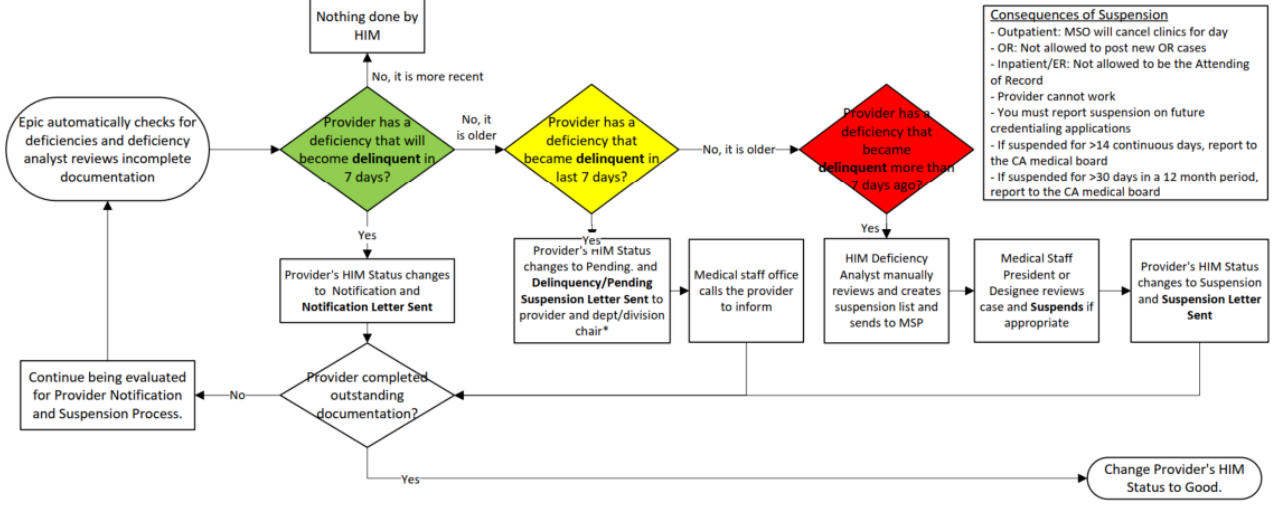 Nothing done by
HIM
No, it is more recent
Epic automatically checks for
deficiencies and deficiency
analyst reviews incomplete
documentation
Provider has a
deficiency that will
become delinquent in
7 days?
No, it
is older
Provider has a
deficiency that
became delinquent in
last 7 days?
No, it is older
Provider has a
deficiency that
became
delinquent more than
7 days ago?
Consequences of Suspension
- Outpatient: MSO will cancel clinics for day
- OR: Not allowed to post new OR cases
- Inpatient/ER: Not allowed to be the Attending
of Record
- Provider cannot work
- You must report suspension on future
credentialing applications
- If suspended for >14 continuous days, report to
the CA medical board
- If suspended for >30 days in a 12 month period,
report to the CA medical board
Yes
Provider's HIM Status changes
to Notification and
Notification Letter Sent
Yes
Provider's HIM Status
changes to Pending. and
Delinquency/Pending
Suspension Letter Sent to
provider and dept/division
chair*
Medical staff office
calls the provider
to inform
Yes
HIM Deficiency
Analyst manually
reviews and creates
suspension list and
sends to MSP
Medical Staff
President or
Designee reviews
case and Suspends if
appropriate
Provider's HIM Status
changes to Suspension
and Suspension Letter
Sent
Continue being evaluated
for Provider Notification
and Suspension Process.
No
Provider completed
outstanding
documentation?
Yes
Change Provider's HIM
Status to Good.